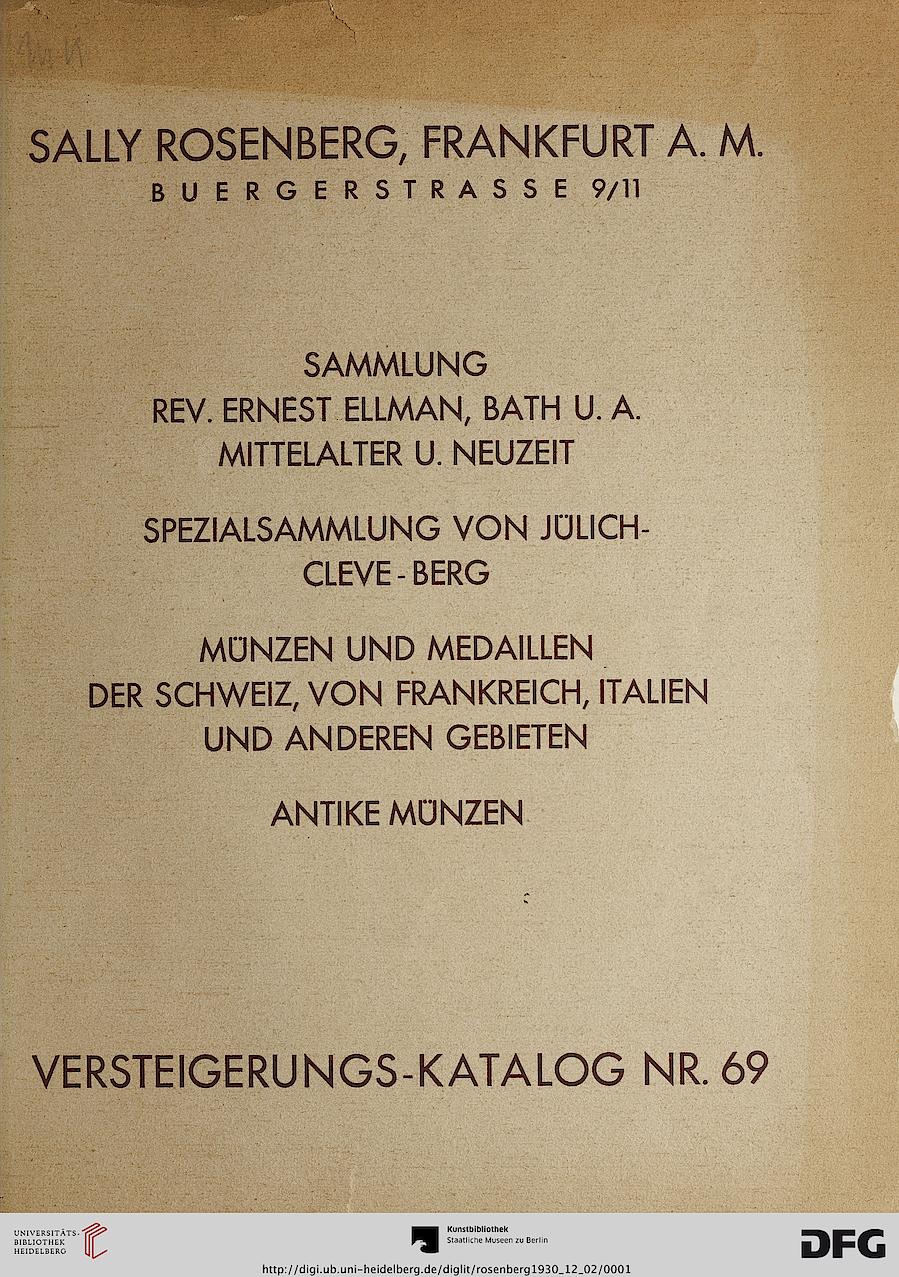 SALLY ROSENBERG, FRANKFURT A. M.
BUERGERSTRASSE 9/11
SAMMLUNG
REV. ERNEST ELLMAN, BATH U. A.
MITTELALTER U. NEUZEIT
SPEZIALSAMMLUNG VON JÜLICH-
CLEVE-BERG
MÜNZEN UND MEDAILLEN
DER SCHWEIZ, VON FRANKREICH, ITALIEN
UND ANDEREN GEBIETEN
ANTIKE MÜNZEN
VERSTEIGERUNGS-KATALOG NR. 69
UNIVERSITÄTS-
BIBLIOTHEK
HEIDELBERG
Kunstbibliothek
Staatliche Museen zu Berlin
DFG
http://digi.ub.uni-heidelberg.de/diglit/rosenberg1930_12_02/0001